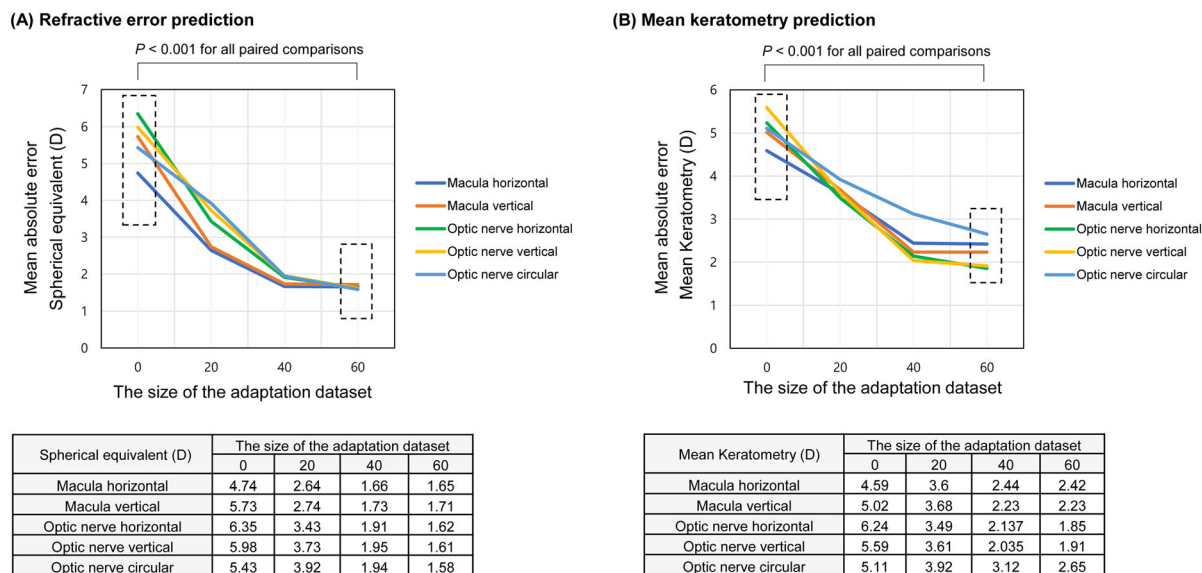 (A) Refractive error prediction
P < 0.001 for all paired comparisons
Mean absolute error
Spherical equivalent (D)
7
6
5
4
3
2
1
0
0 20 40 60
The size of the adaptation dataset
Macula horizontal
Macula vertical
Optic nerve horizontal
Optic nerve vertical
Optic nerve circular
Spherical equivalent (D) The size of the adaptation dataset
0 20 40 60
Macula horizontal 4.74 2.64 1.66 1.65
Macula vertical 5.73 2.74 1.73 1.71
Optic nerve horizontal 6.35 3.43 1.91 1.62
Optic nerve vertical 5.98 3.73 1.95 1.61
Optic nerve circular 5.43 3.92 1.94 1.58
(B) Mean keratometry prediction
P < 0.001 for all paired comparisons
Mean absolute error
Mean Keratometry (D)
6
5
4
3
2
1
0
0 20 40 60
The size of the adaptation dataset
Macula horizontal
Macula vertical
Optic nerve horizontal
Optic nerve vertical
Optic nerve circular
Mean Keratometry (D) The size of the adaptation dataset
0 20 40 60
Macula horizontal 4.59 3.6 2.44 2.42
Macula vertical 5.02 3.68 2.23 2.23
Optic nerve horizontal 6.24 3.49 2.137 1.85
Optic nerve vertical 5.59 3.61 2.035 1.91
Optic nerve circular 5.11 3.92 3.12 2.65